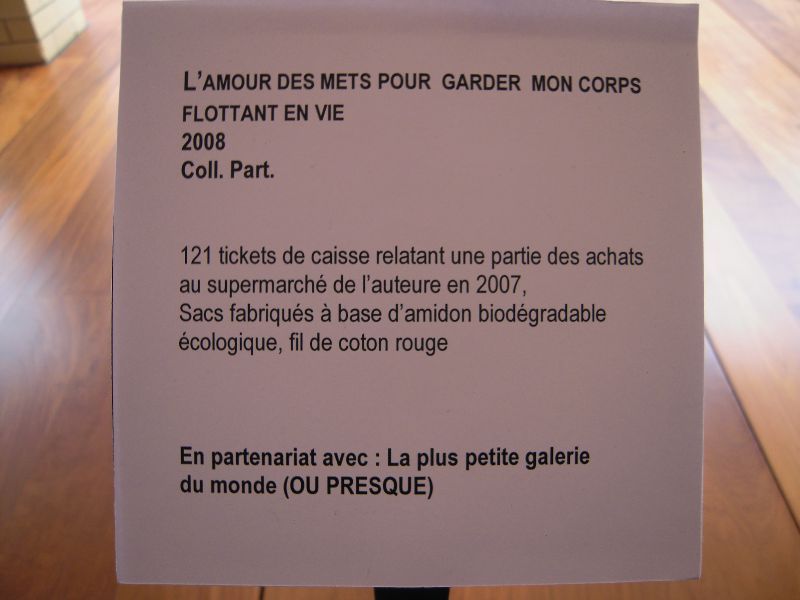 L'AMOUR DES METS POUR GARDER MON CORPS
FLOTTANT EN VIE
2008
Coll. Part.
121 tickets de caisse relatant une partie des achats
au supermarché de l'auteure en 2007,
Sacs fabriqués à base d'amidon biodégradable
écologique, fil de coton rouge
En partenariat avec : La plus petite galerie
du monde (OU PRESQUE)